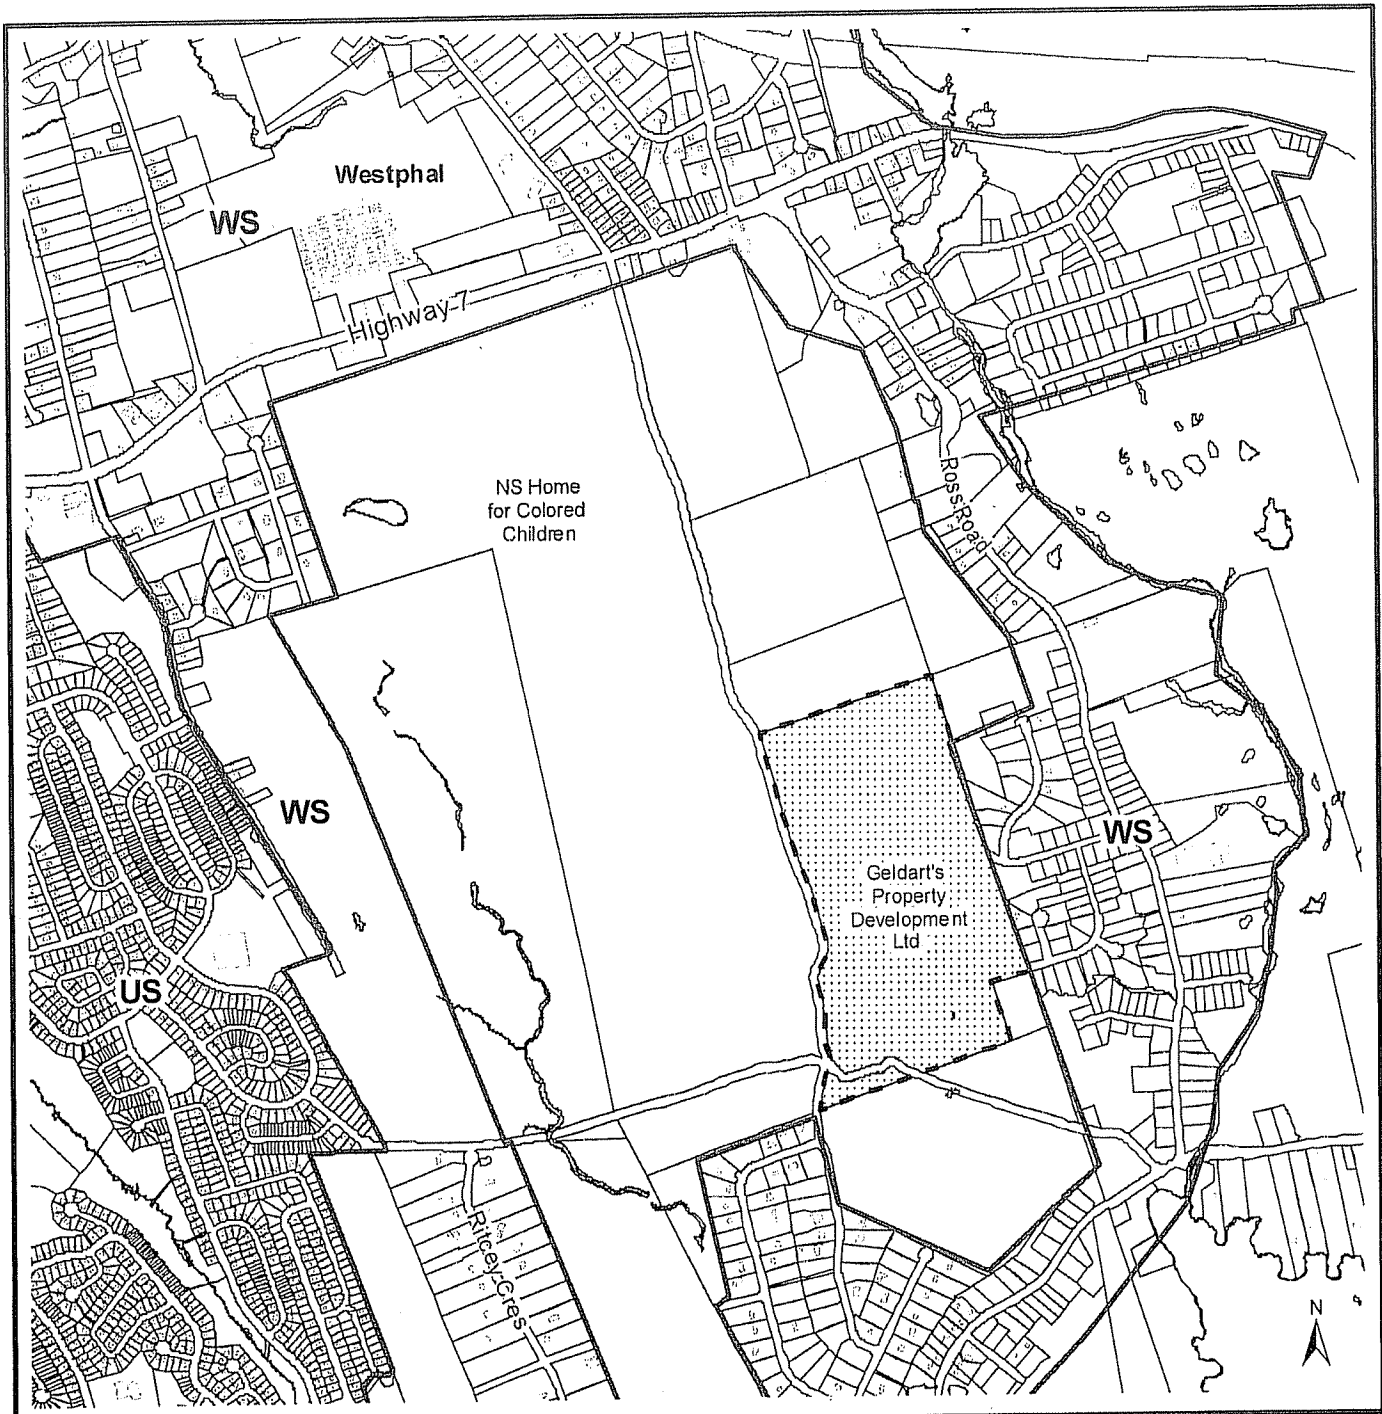 Westphal
WS
Highway 7
NS Home
for Colored
Children
Ross Road
WS
WS
Geldart's
Property
Development
Ltd
US
Ritcey Cres
N